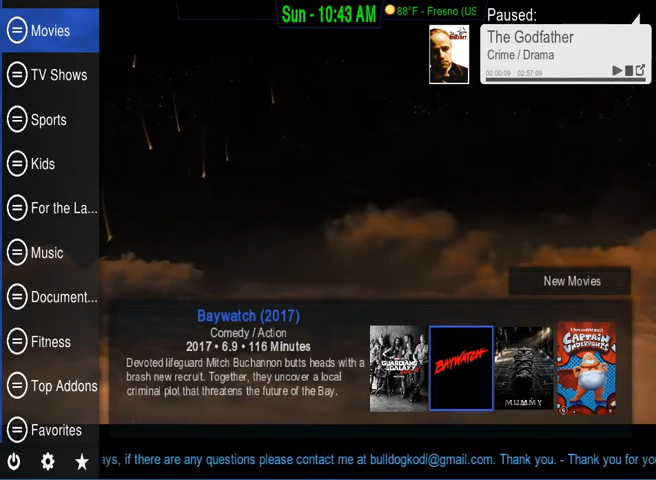 Movies
TV Shows
Sports
Kids
For the La...
Music
Document...
Fitness
Top Addons
Favorites
Sun - 10:43 AM
88°F - Fresno (US
Paused:
The Godfather
Crime / Drama
00:00:09 / 02:57:09
New Movies
Baywatch (2017)
Comedy / Action
2017 • 6.9 • 116 Minutes
Devoted lifeguard Mitch Buchannon butts heads with a
brash new recruit. Together, they uncover a local
criminal plot that threatens the future of the Bay.
GUARDIANS
GALAXY
BAYWATCH
MUMMY
CAPTAIN
UNDERPANTS
ays, if there are any questions please contact me at bulldogkodi@gmail.com. Thank you. - Thank you for yo